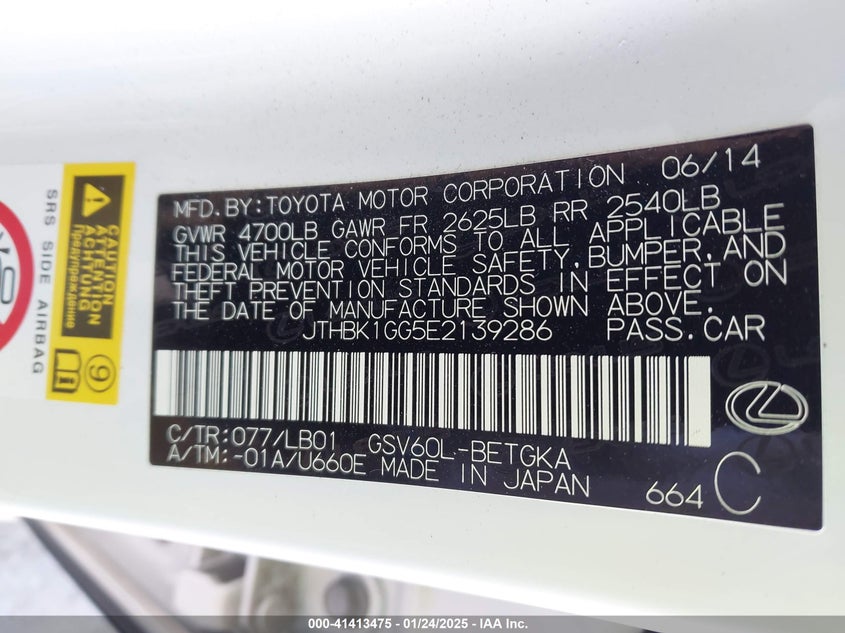 MFD.BY:TOYOTA MOTOR CORPORATION 06/14
GVWR 4700LB GAWR FR 2625LB RR 2540LB
THIS VEHICLE CONFORMS TO ALL APPLICABLE
FEDERAL MOTOR VEHICLE SAFETY,BUMPER,AND
THEFT PREVENTION STANDARDS IN EFFECT ON
THE DATE OF MANUFACTURE SHOWN ABOVE.
JTHBK1GG5E2139286 PASS.CAR
C/TR:077/LB01 GSV60L-BETGKA
A/TM:-01A/U660E MADE IN JAPAN
664 C
SRS SIDE AIRBAG
CAUTION
ATTENTION
ACHTUNG
Предупреждение
9
000-41413475 - 01/24/2025 - IAA Inc.